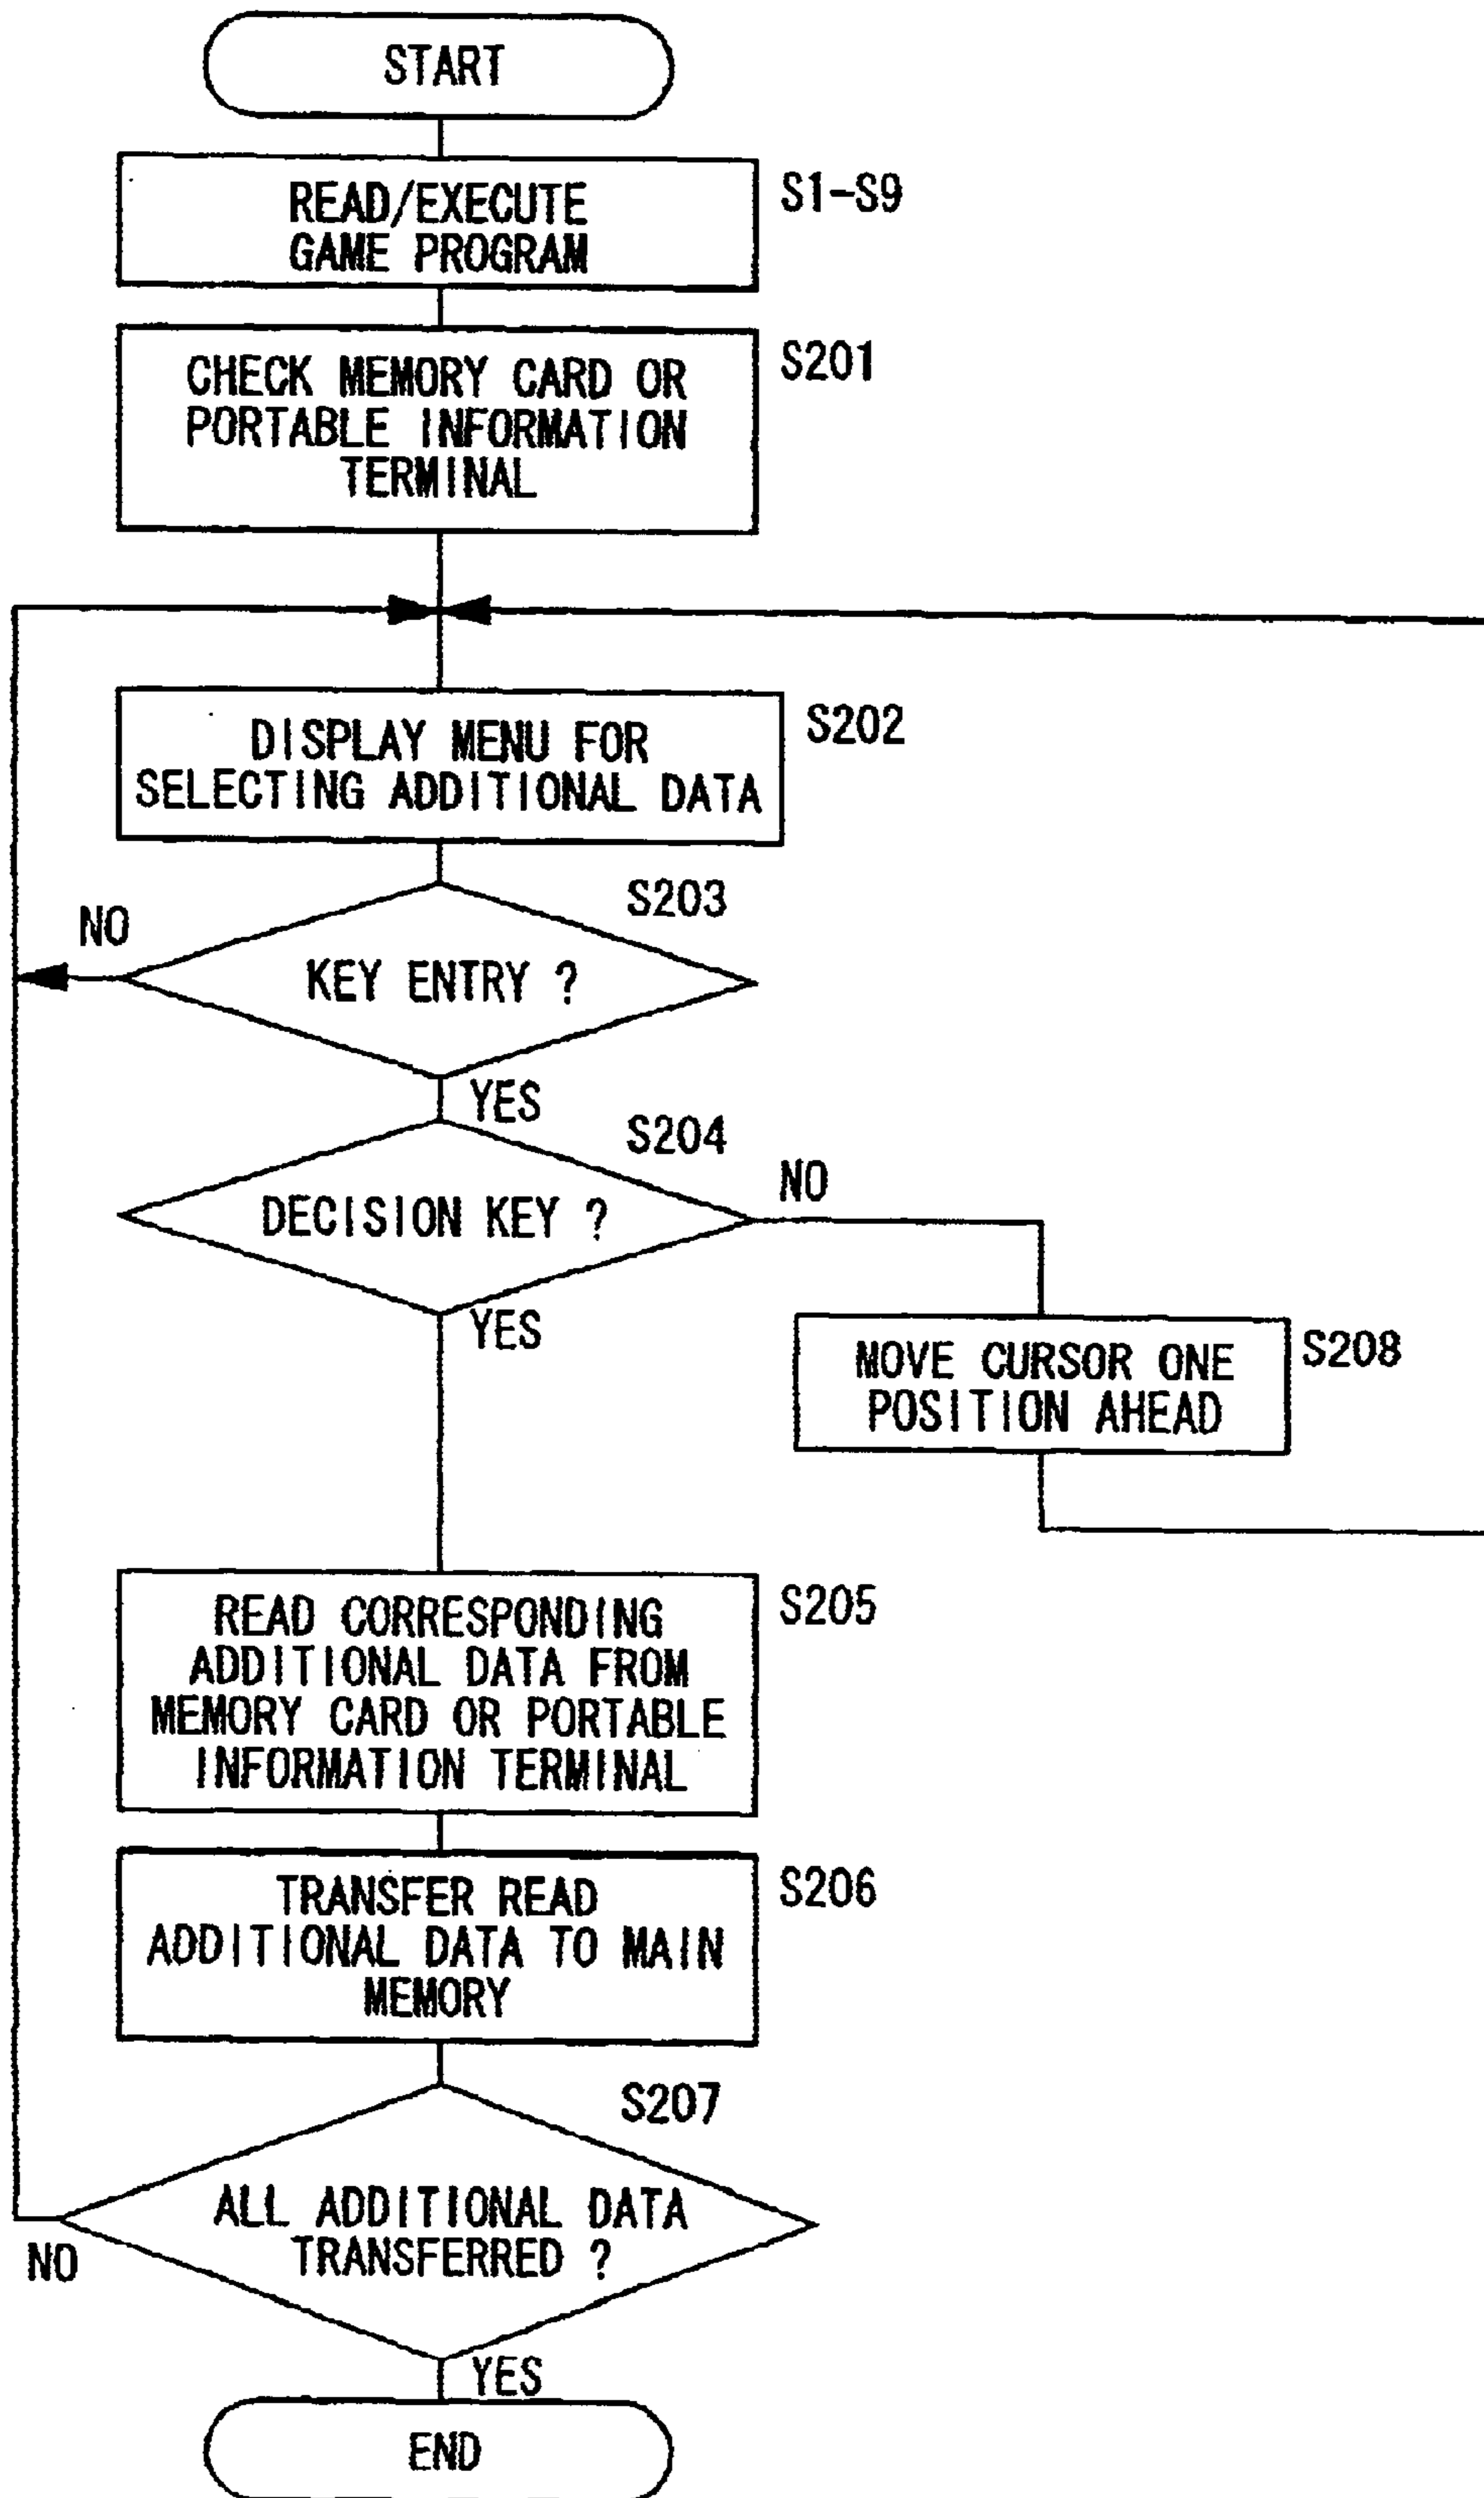 START
READ/EXECUTE
GAME PROGRAM
S1-S9
CHECK MEMORY CARD OR
PORTABLE INFORMATION
TERMINAL
S201
DISPLAY MENU FOR
SELECTING ADDITIONAL DATA
S202
S203
NO
KEY ENTRY ?
YES
S204
NO
DECISION KEY ?
YES
MOVE CURSOR ONE
POSITION AHEAD
S208
READ CORRESPONDING
ADDITIONAL DATA FROM
MEMORY CARD OR PORTABLE
INFORMATION TERMINAL
S205
TRANSFER READ
ADDITIONAL DATA TO MAIN
MEMORY
S206
S207
ALL ADDITIONAL DATA
TRANSFERRED ?
NO
YES
END